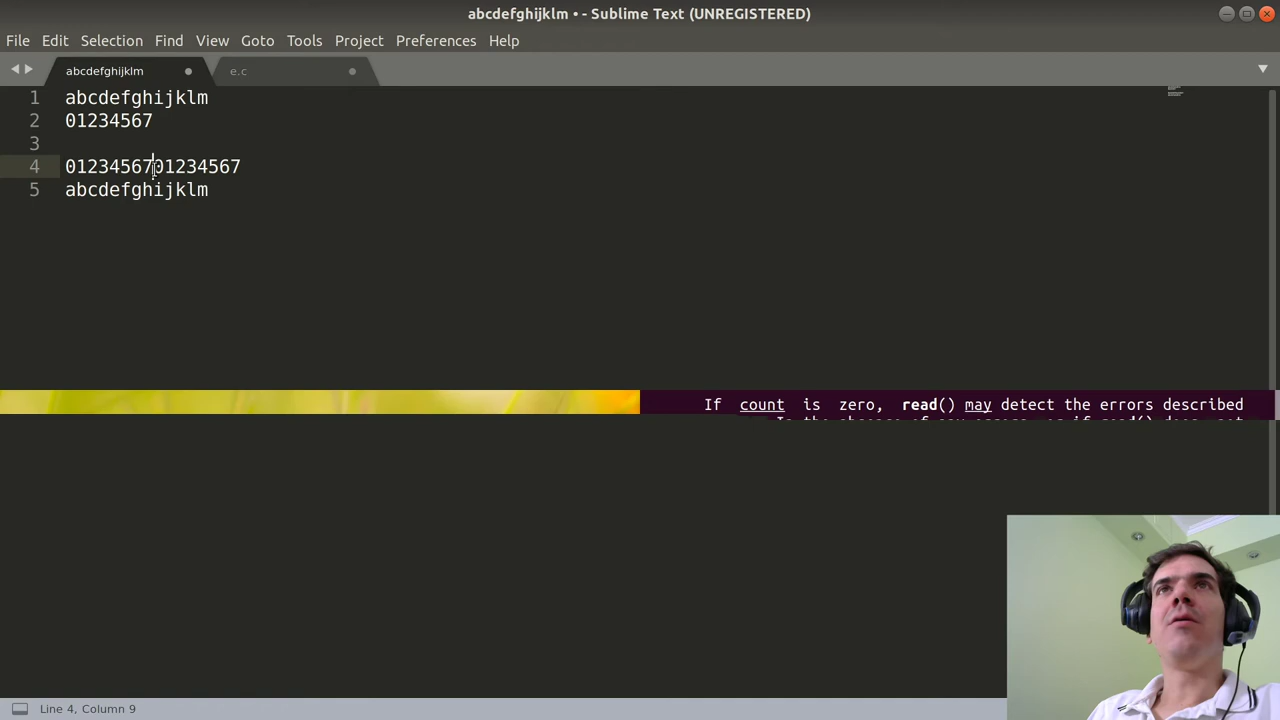 abcdefghijklm • - Sublime Text (UNREGISTERED)
File Edit Selection Find View Goto Tools Project Preferences Help
abcdefghijklm e.c
1 abcdefghijklm
2 01234567
3
4 0123456701234567
5 abcdefghijklm
If count is zero, read() may detect the errors described
Line 4, Column 9